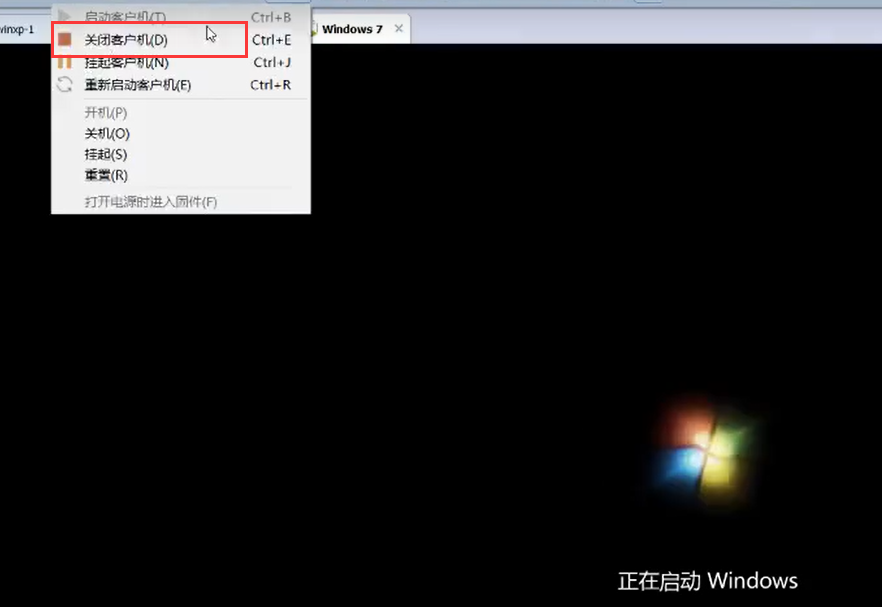 启动客户机(T) Ctrl+B
winxp-1
Windows 7
关闭客户机(D) Ctrl+E
挂起客户机(N) Ctrl+J
重新启动客户机(E) Ctrl+R
开机(P)
关机(O)
挂起(S)
重置(R)
打开电源时进入固件(F)
正在启动 Windows